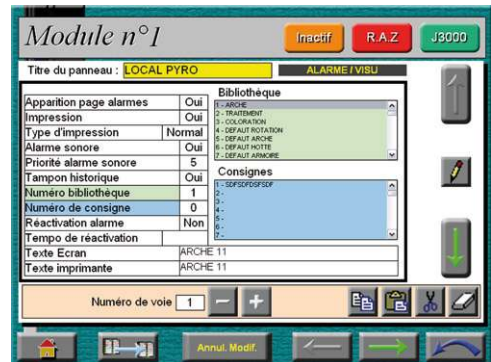 Module n°1
Inactif
R.A.Z
J3000
Titre du panneau : LOCAL PYRO
ALARME / VISU
Apparition page alarmes Oui
Impression Oui
Type d'impression Normal
Alarme sonore Oui
Priorité alarme sonore 5
Tampon historique Oui
Numéro bibliothèque 1
Numéro de consigne 0
Réactivation alarme Non
Tempo de réactivation
Texte Ecran ARCHE 11
Texte imprimante ARCHE 11
Bibliothèque
1 - ARCHE
2 - TRAITEMENT
3 - COLORATION
4 - DEFAUT ROTATION
5 - DEFAUT ARCHE
6 - DEFAUT HOTTE
7 - DEFAUT ARMOIRE
Consignes
1 - SDFSDFDSFSDF
2 -
3 -
4 -
5 -
6 -
7 -
Numéro de voie 1
Annul. Modif.